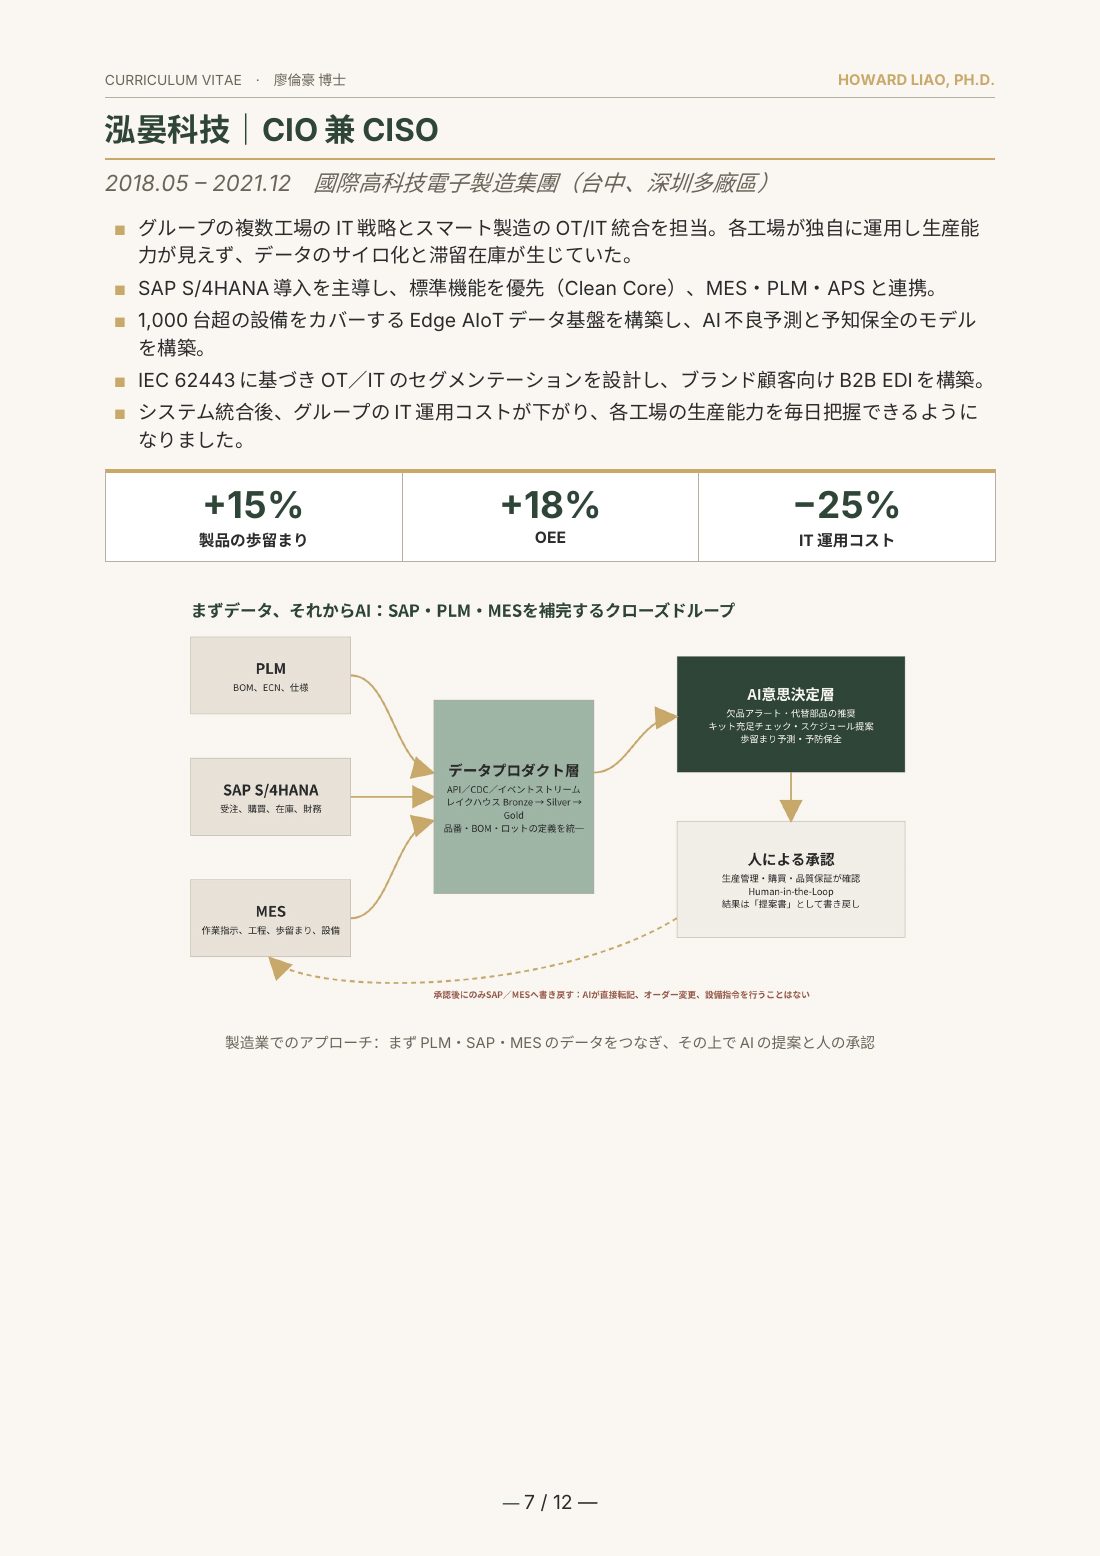 CURRICULUM VITAE · 廖倫豪 博士
HOWARD LIAO, PH.D.
泓晏科技｜CIO 兼 CISO
2018.05 – 2021.12 國際高科技電子製造集團（台中、深圳多廠區）
■ グループの複数工場の IT 戦略とスマート製造の OT/IT 統合を担当。各工場が独自に運用し生産能
力が見えず、データのサイロ化と滞留在庫が生じていた。
■ SAP S/4HANA 導入を主導し、標準機能を優先（Clean Core）、MES・PLM・APS と連携。
■ 1,000 台超の設備をカバーする Edge AIoT データ基盤を構築し、AI 不良予測と予知保全のモデル
を構築。
■ IEC 62443 に基づき OT／IT のセグメンテーションを設計し、ブランド顧客向け B2B EDI を構築。
■ システム統合後、グループの IT 運用コストが下がり、各工場の生産能力を毎日把握できるように
なりました。
+15%
製品の歩留まり
+18%
OEE
−25%
IT 運用コスト
まずデータ、それからAI：SAP・PLM・MESを補完するクローズドループ
PLM
BOM、ECN、仕様
SAP S/4HANA
受注、購買、在庫、財務
MES
作業指示、工程、歩留まり、設備
データプロダクト層
API／CDC／イベントストリーム
レイクハウス Bronze → Silver →
Gold
品番・BOM・ロットの定義を統一
AI意思決定層
欠品アラート・代替部品の推奨
キット充足チェック・スケジュール提案
歩留まり予測・予防保全
人による承認
生産管理・購買・品質保証が確認
Human-in-the-Loop
結果は「提案書」として書き戻し
承認後にのみSAP／MESへ書き戻す：AIが直接転記、オーダー変更、設備指令を行うことはない
製造業でのアプローチ：まず PLM・SAP・MES のデータをつなぎ、その上で AI の提案と人の承認
— 7 / 12 —